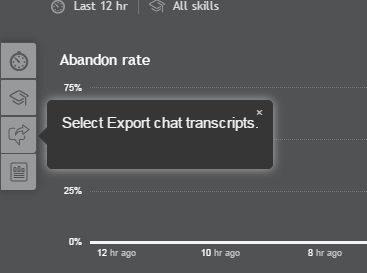 Last 12 hr All skills
Abandon rate
75%
×
Select Export chat transcripts.
25%
0%
12 hr ago 10 hr ago 8 hr ago